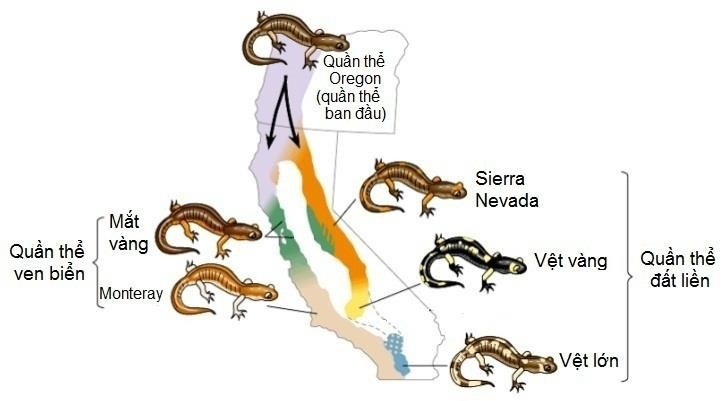 Quần thể
Oregon
(quần thể
ban đầu)
Sierra
Nevada
Mắt
vàng
Quần thể
ven biển
Vệt vàng
Quần thể
đất liền
Monteray
Vệt lớn